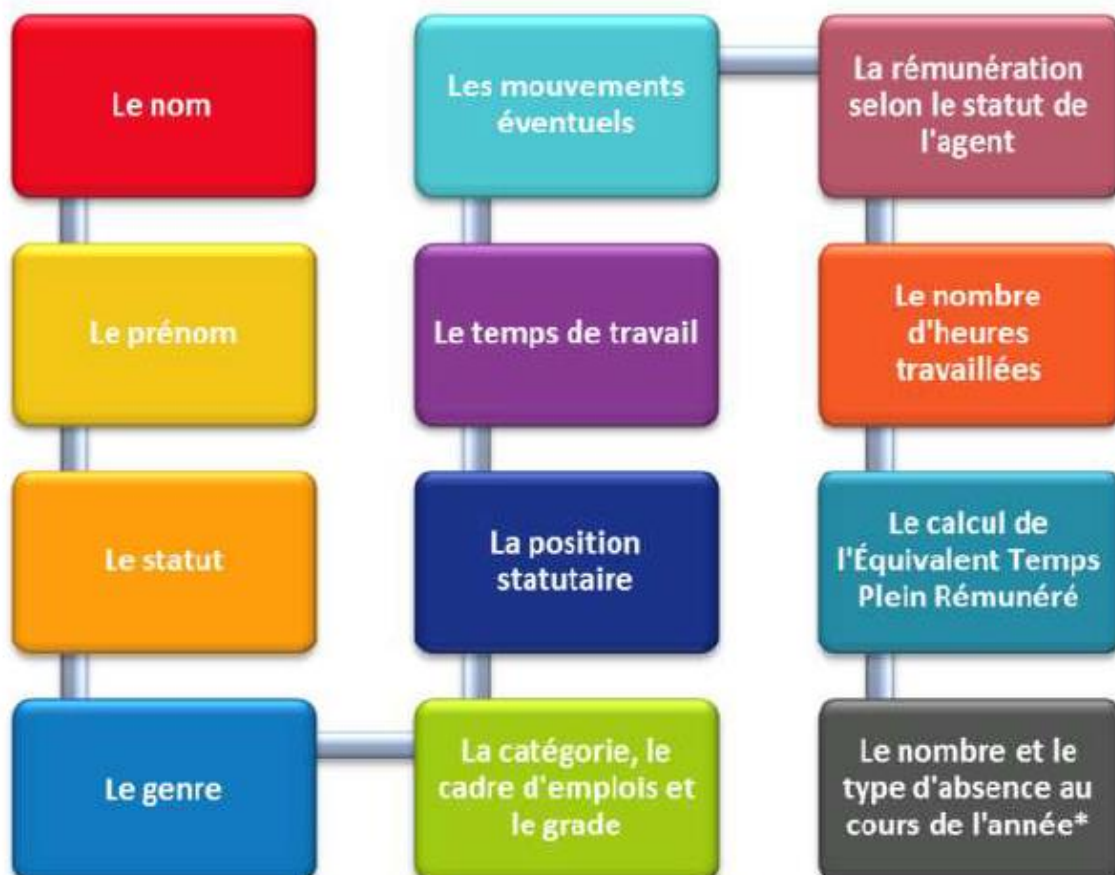 Le nom
Le prénom
Le statut
Le genre
La catégorie, le
cadre d'emplois et
le grade
La position
statutaire
Le temps de travail
Les mouvements
éventuels
La rémunération
selon le statut de
l'agent
Le nombre
d'heures
travaillées
Le calcul de
l'Équivalent Temps
Plein Rémunéré
Le nombre et le
type d'absence au
cours de l'année*